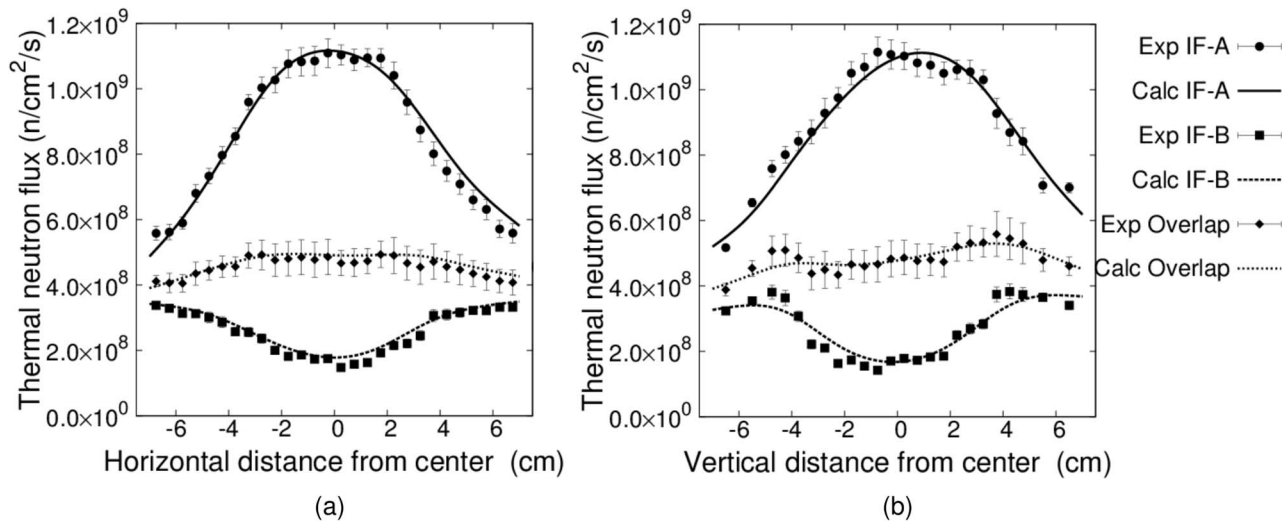 1.2×10⁹
1.0×10⁹
8.0×10⁸
6.0×10⁸
4.0×10⁸
2.0×10⁸
0.0×10⁰
Thermal neutron flux (n/cm²/s)
-6 -4 -2 0 2 4 6
Horizontal distance from center (cm)
(a)
1.2×10⁹
1.0×10⁹
8.0×10⁸
6.0×10⁸
4.0×10⁸
2.0×10⁸
0.0×10⁰
Thermal neutron flux (n/cm²/s)
-6 -4 -2 0 2 4 6
Vertical distance from center (cm)
(b)
Exp IF-A
Calc IF-A
Exp IF-B
Calc IF-B
Exp Overlap
Calc Overlap